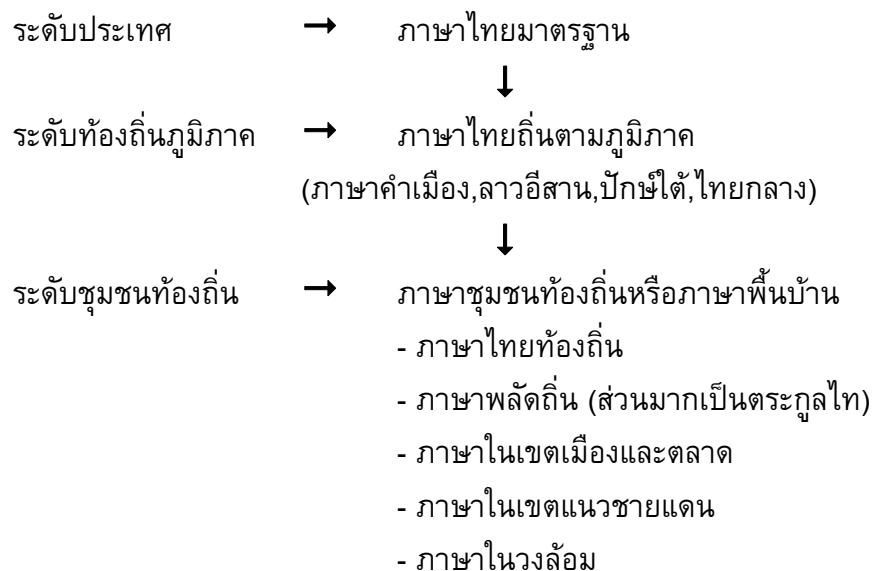 ระดับประเทศ → ภาษาไทยมาตรฐาน
↓
ระดับท้องถิ่นภูมิภาค → ภาษาไทยถิ่นตามภูมิภาค
(ภาษาคำเมือง,ลาวอีสาน,ปักษ์ใต้,ไทยกลาง)
↓
ระดับชุมชนท้องถิ่น → ภาษาชุมชนท้องถิ่นหรือภาษาพื้นบ้าน
- ภาษาไทยท้องถิ่น
- ภาษาพลัดถิ่น (ส่วนมากเป็นตระกูลไท)
- ภาษาในเขตเมืองและตลาด
- ภาษาในเขตแนวชายแดน
- ภาษาในวงล้อม